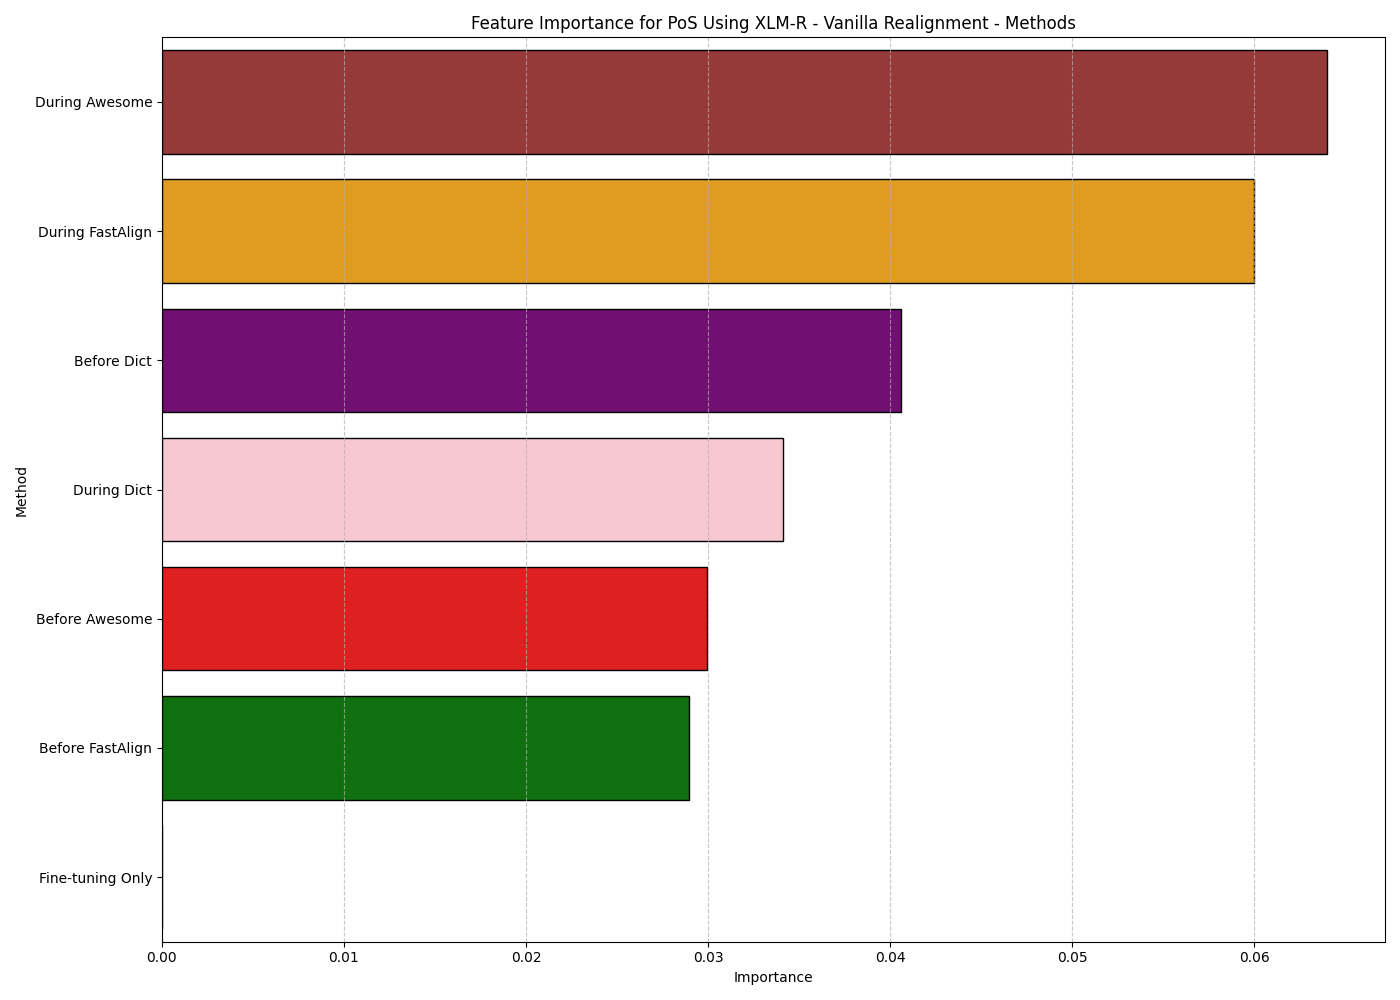 Feature Importance for PoS Using XLM-R - Vanilla Realignment - Methods
During Awesome
During FastAlign
Before Dict
During Dict
Before Awesome
Before FastAlign
Fine-tuning Only
Method
0.00 0.01 0.02 0.03 0.04 0.05 0.06
Importance